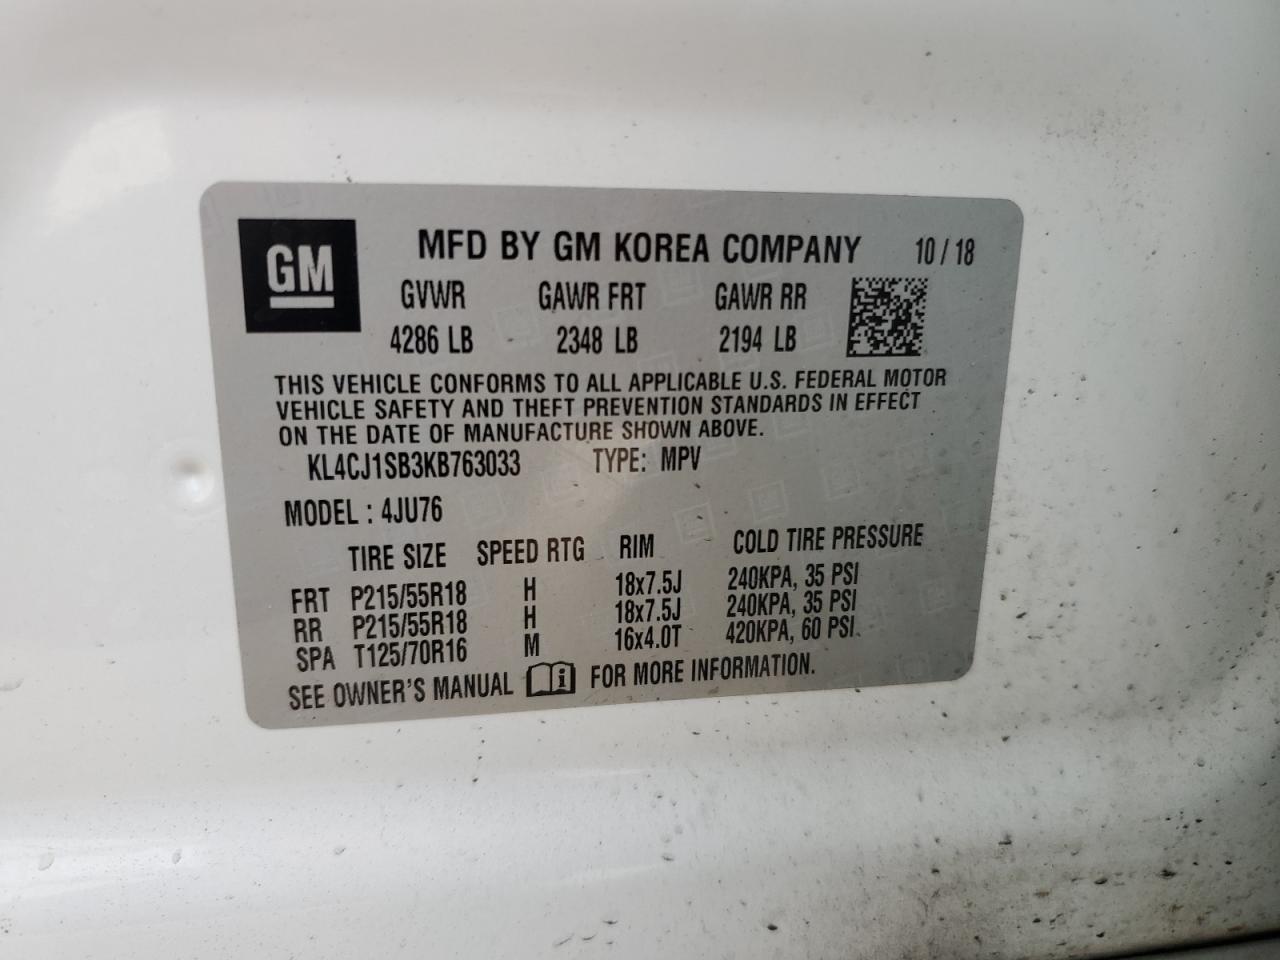 GM MFD BY GM KOREA COMPANY 10/18
GVWR GAWR FRT GAWR RR
4286 LB 2348 LB 2194 LB
THIS VEHICLE CONFORMS TO ALL APPLICABLE U.S. FEDERAL MOTOR
VEHICLE SAFETY AND THEFT PREVENTION STANDARDS IN EFFECT
ON THE DATE OF MANUFACTURE SHOWN ABOVE.
KL4CJ1SB3KB763033 TYPE: MPV
MODEL : 4JU76
TIRE SIZE SPEED RTG RIM COLD TIRE PRESSURE
FRT P215/55R18 H 18x7.5J 240KPA, 35 PSI
RR P215/55R18 H 18x7.5J 240KPA, 35 PSI
SPA T125/70R16 M 16x4.0T 420KPA, 60 PSI.
SEE OWNER'S MANUAL i FOR MORE INFORMATION.